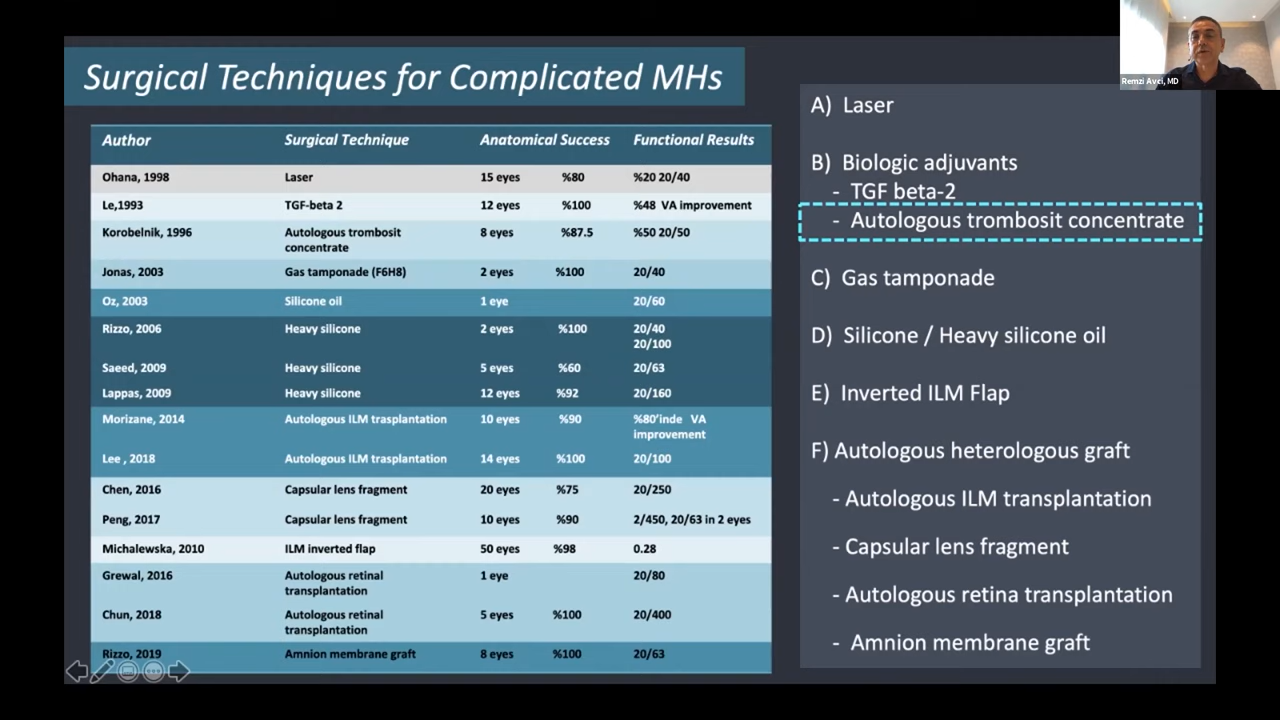 Surgical Techniques for Complicated MHs
Remzi Avci, MD
Author Surgical Technique Anatomical Success Functional Results
Ohana, 1998 Laser 15 eyes %80 %20 20/40
Le,1993 TGF-beta 2 12 eyes %100 %48 VA improvement
Korobelnik, 1996 Autologous trombosit 8 eyes %87.5 %50 20/50
concentrate
Jonas, 2003 Gas tamponade (F6H8) 2 eyes %100 20/40
Oz, 2003 Silicone oil 1 eye 20/60
Rizzo, 2006 Heavy silicone 2 eyes %100 20/40
20/100
Saeed, 2009 Heavy silicone 5 eyes %60 20/63
Lappas, 2009 Heavy silicone 12 eyes %92 20/160
Morizane, 2014 Autologous ILM trasplantation 10 eyes %90 %80'inde VA
improvement
Lee , 2018 Autologous ILM trasplantation 14 eyes %100 20/100
Chen, 2016 Capsular lens fragment 20 eyes %75 20/250
Peng, 2017 Capsular lens fragment 10 eyes %90 2/450, 20/63 in 2 eyes
Michalewska, 2010 ILM inverted flap 50 eyes %98 0.28
Grewal, 2016 Autologous retinal 1 eye 20/80
transplantation
Chun, 2018 Autologous retinal 5 eyes %100 20/400
transplantation
Rizzo, 2019 Amnion membrane graft 8 eyes %100 20/63
A) Laser
B) Biologic adjuvants
- TGF beta-2
- Autologous trombosit concentrate
C) Gas tamponade
D) Silicone / Heavy silicone oil
E) Inverted ILM Flap
F) Autologous heterologous graft
- Autologous ILM transplantation
- Capsular lens fragment
- Autologous retina transplantation
- Amnion membrane graft